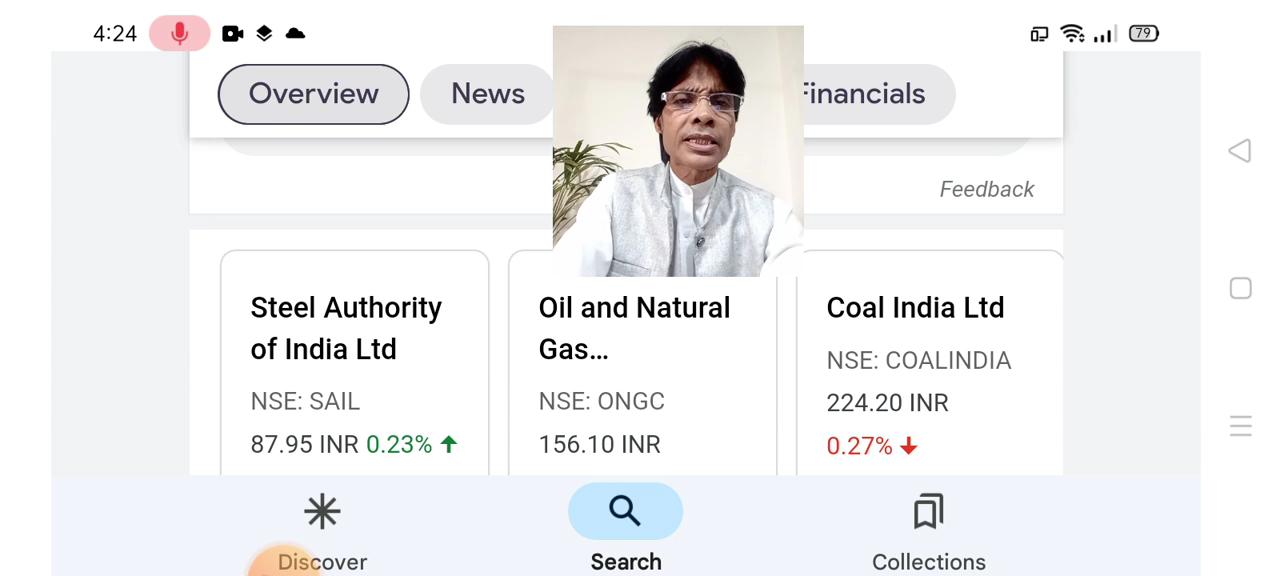 4:24
79
Overview
News
Financials
Feedback
Steel Authority
of India Ltd
NSE: SAIL
87.95 INR 0.23%
Oil and Natural
Gas...
NSE: ONGC
156.10 INR
Coal India Ltd
NSE: COALINDIA
224.20 INR
0.27%
Discover
Search
Collections